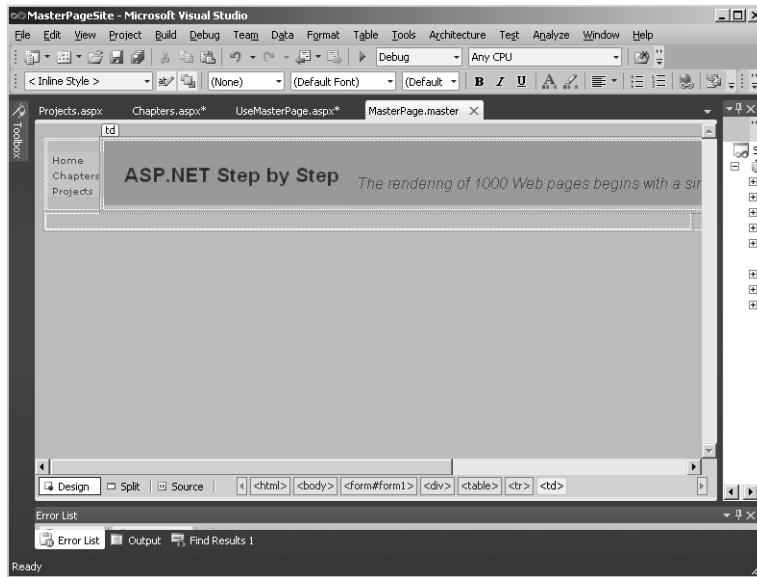 MasterPageSite - Microsoft Visual Studio
File Edit View Project Build Debug Team Data Format Table Tools Architecture Test Analyze Window Help
Debug Any CPU
< Inline Style > (None) (Default Font) (Default B I U
Toolbox
Projects.aspx Chapters.aspx* UseMasterPage.aspx* MasterPage.master
td
Home
Chapters
Projects
ASP.NET Step by Step The rendering of 1000 Web pages begins with a sir
Design Split Source <html> <body> <form#form1> <div> <table> <tr> <td>
Error List
Error List Output Find Results 1
Ready